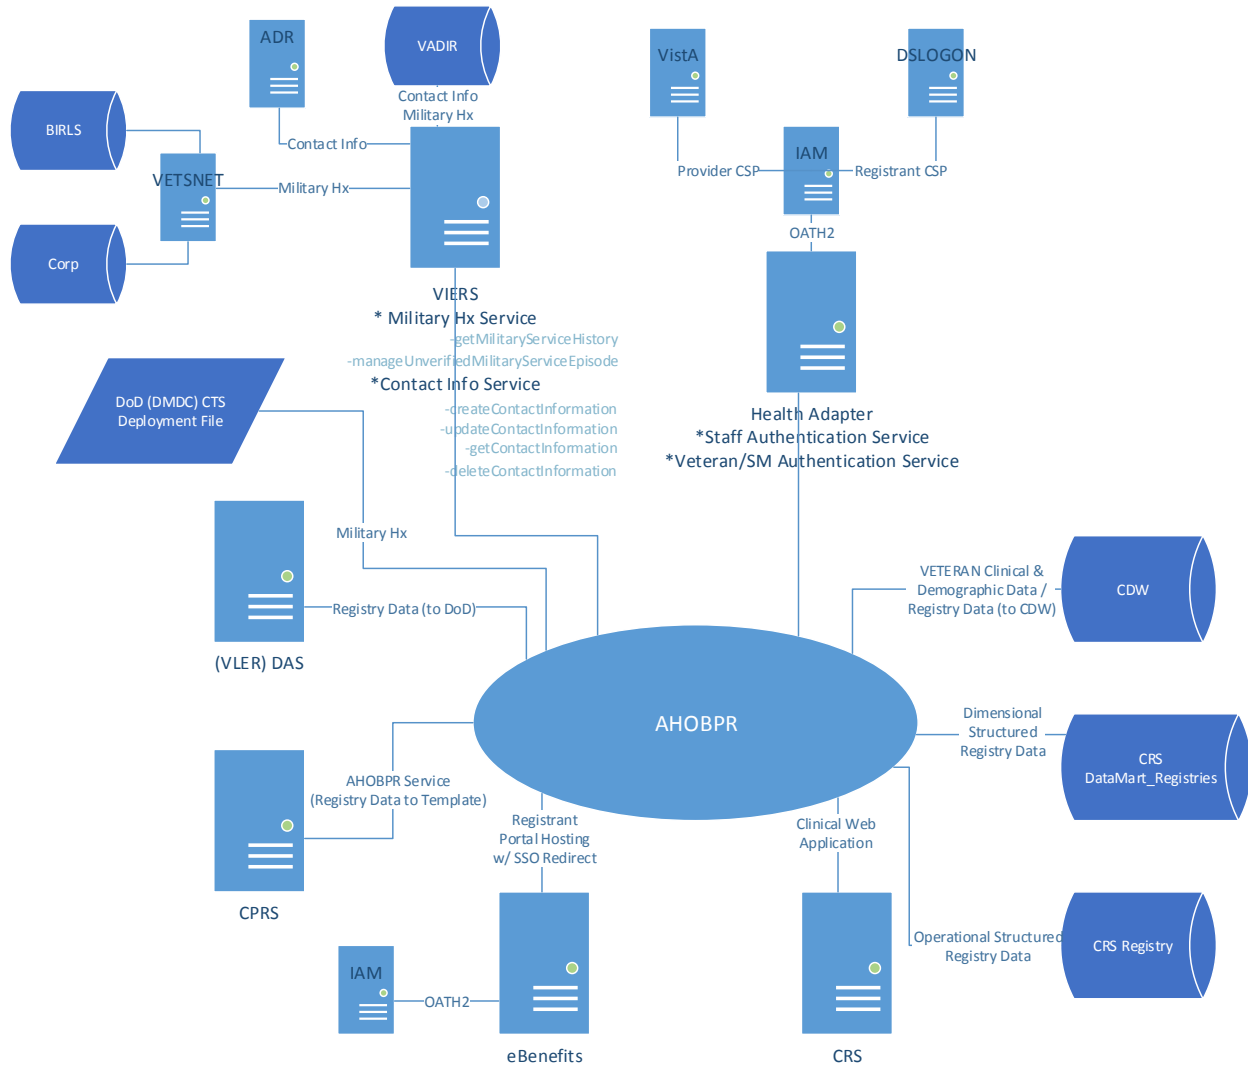 ADR
VADIR
VistA
DSLOGON
Contact Info
Military Hx
BIRLS
Contact Info
IAM
VETSNET
Military Hx
Provider CSP
Registrant CSP
OATH2
Corp
VIERS
* Military Hx Service
-getMilitaryServiceHistory
-manageUnverifiedMilitaryServiceEpisode
*Contact Info Service
-createContactInformation
-updateContactInformation
-getContactInformation
-deleteContactInformation
DoD (DMDC) CTS
Deployment File
Health Adapter
*Staff Authentication Service
*Veteran/SM Authentication Service
Military Hx
Registry Data (to DoD)
(VLER) DAS
VETERAN Clinical &
Demographic Data /
Registry Data (to CDW)
CDW
AHOBPR
Dimensional
Structured
Registry Data
CRS
DataMart_Registries
AHOBPR Service
(Registry Data to Template)
CPRS
Registrant
Portal Hosting
w/ SSO Redirect
Clinical Web
Application
Operational Structured
Registry Data
CRS Registry
IAM
OATH2
eBenefits
CRS